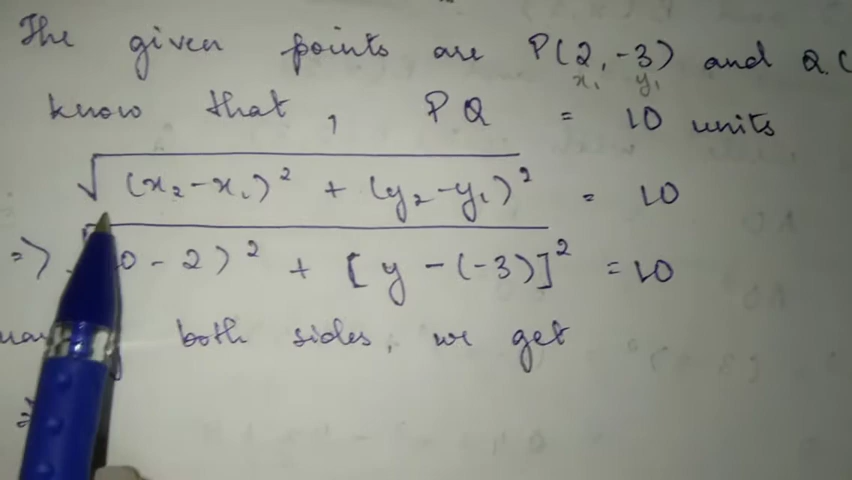 The given points are P(2, -3) and Q(
x₁ y₁
know that, PQ = 10 units
√(x₂-x₁)² + (y₂-y₁)² = 10
=> 0 - 2)² + [y-(-3)]² = 10
both sides, we get